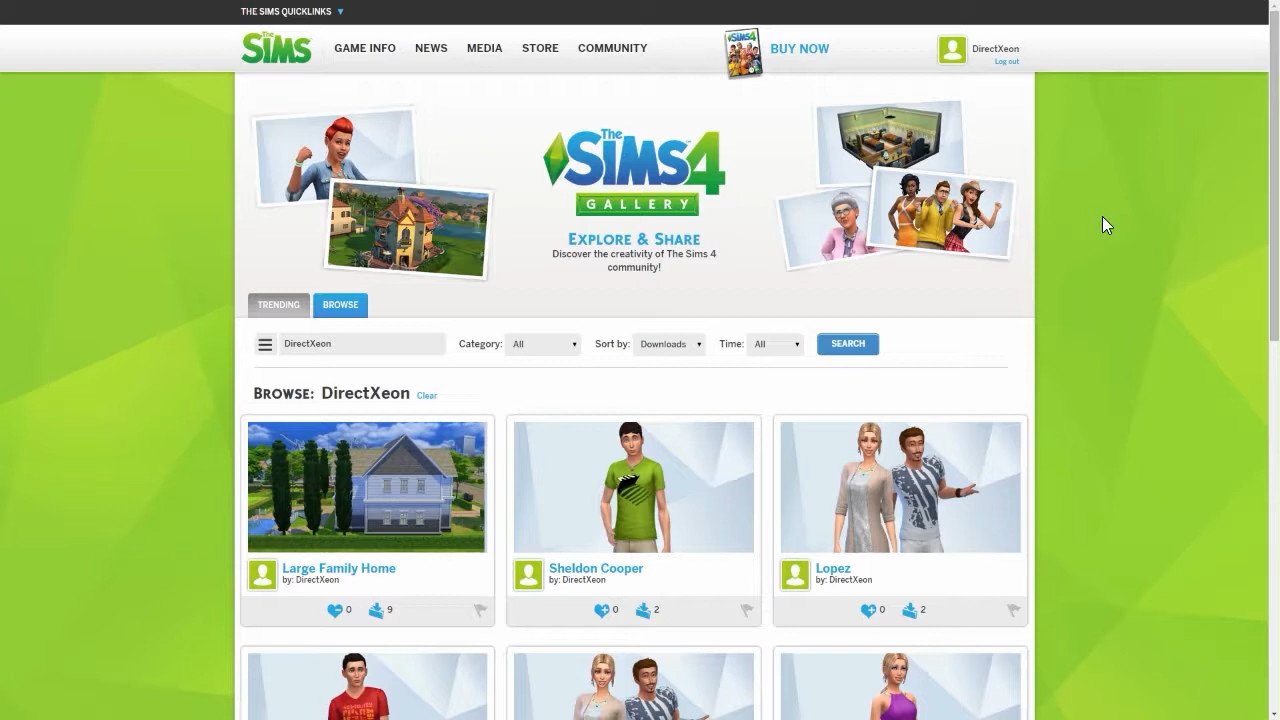 THE SIMS QUICKLINKS ▼
The SIMS GAME INFO NEWS MEDIA STORE COMMUNITY
THE SIMS 4
BUY NOW
DirectXeon
Log out
The SIMS 4
GALLERY
EXPLORE & SHARE
Discover the creativity of The Sims 4
community!
TRENDING BROWSE
DirectXeon Category: All Sort by: Downloads Time: All SEARCH
BROWSE: DirectXeon Clear
Large Family Home
by: DirectXeon
0 9
Sheldon Cooper
by: DirectXeon
0 2
Lopez
by: DirectXeon
0 2